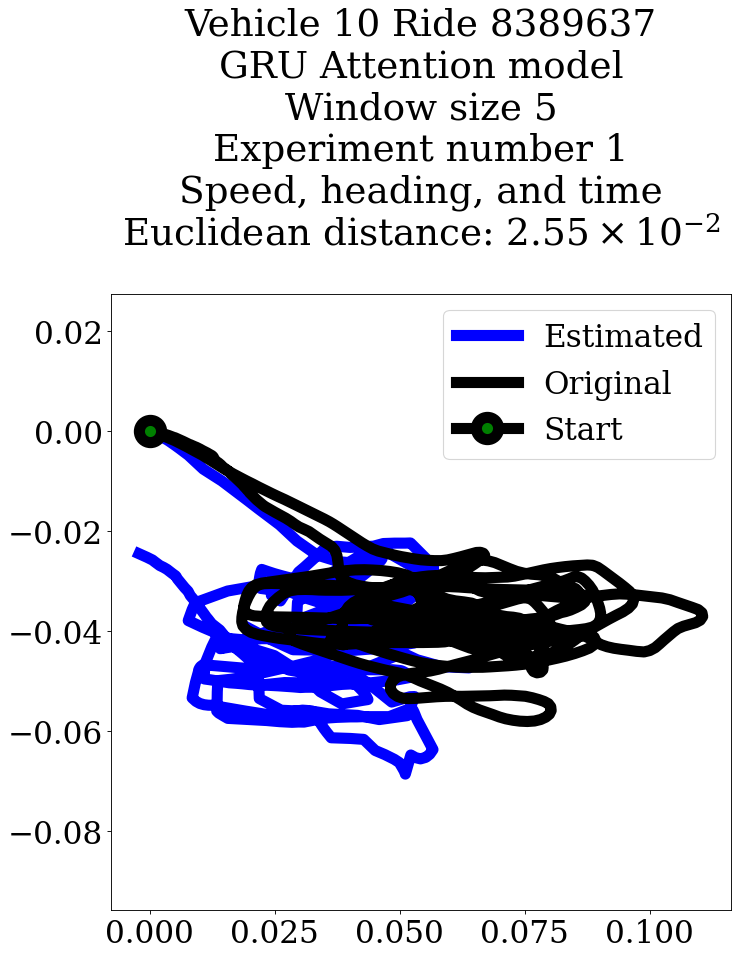 Vehicle 10 Ride 8389637
GRU Attention model
Window size 5
Experiment number 1
Speed, heading, and time
Euclidean distance: 2.55 × 10⁻²
Estimated
Original
Start
0.02
0.00
−0.02
−0.04
−0.06
−0.08
0.000 0.025 0.050 0.075 0.100